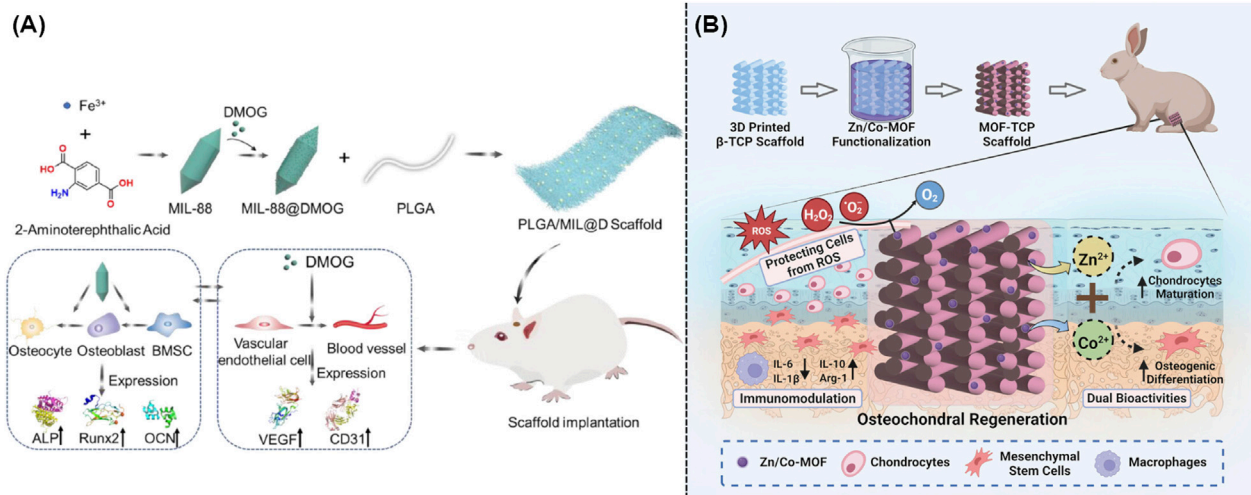 (A)
Fe3+
+
DMOG
O
HO
OH
O
H2N
2-Aminoterephthalic Acid
MIL-88
MIL-88@DMOG
+
PLGA
PLGA/MIL@D Scaffold
Osteocyte
Osteoblast
BMSC
Expression
ALP
Runx2
OCN
DMOG
Vascular
endothelial cell
Blood vessel
Expression
VEGF
CD31
Scaffold implantation
(B)
3D Printed
β-TCP Scaffold
Zn/Co-MOF
Functionalization
MOF-TCP
Scaffold
ROS
H2O2
•O2−
O2
Protecting Cells
from ROS
IL-6
IL-1β
IL-10
Arg-1
Immunomodulation
Zn2+
+
Co2+
Chondrocytes
Maturation
Osteogenic
Differentiation
Dual Bioactivities
Osteochondral Regeneration
Zn/Co-MOF
Chondrocytes
Mesenchymal
Stem Cells
Macrophages